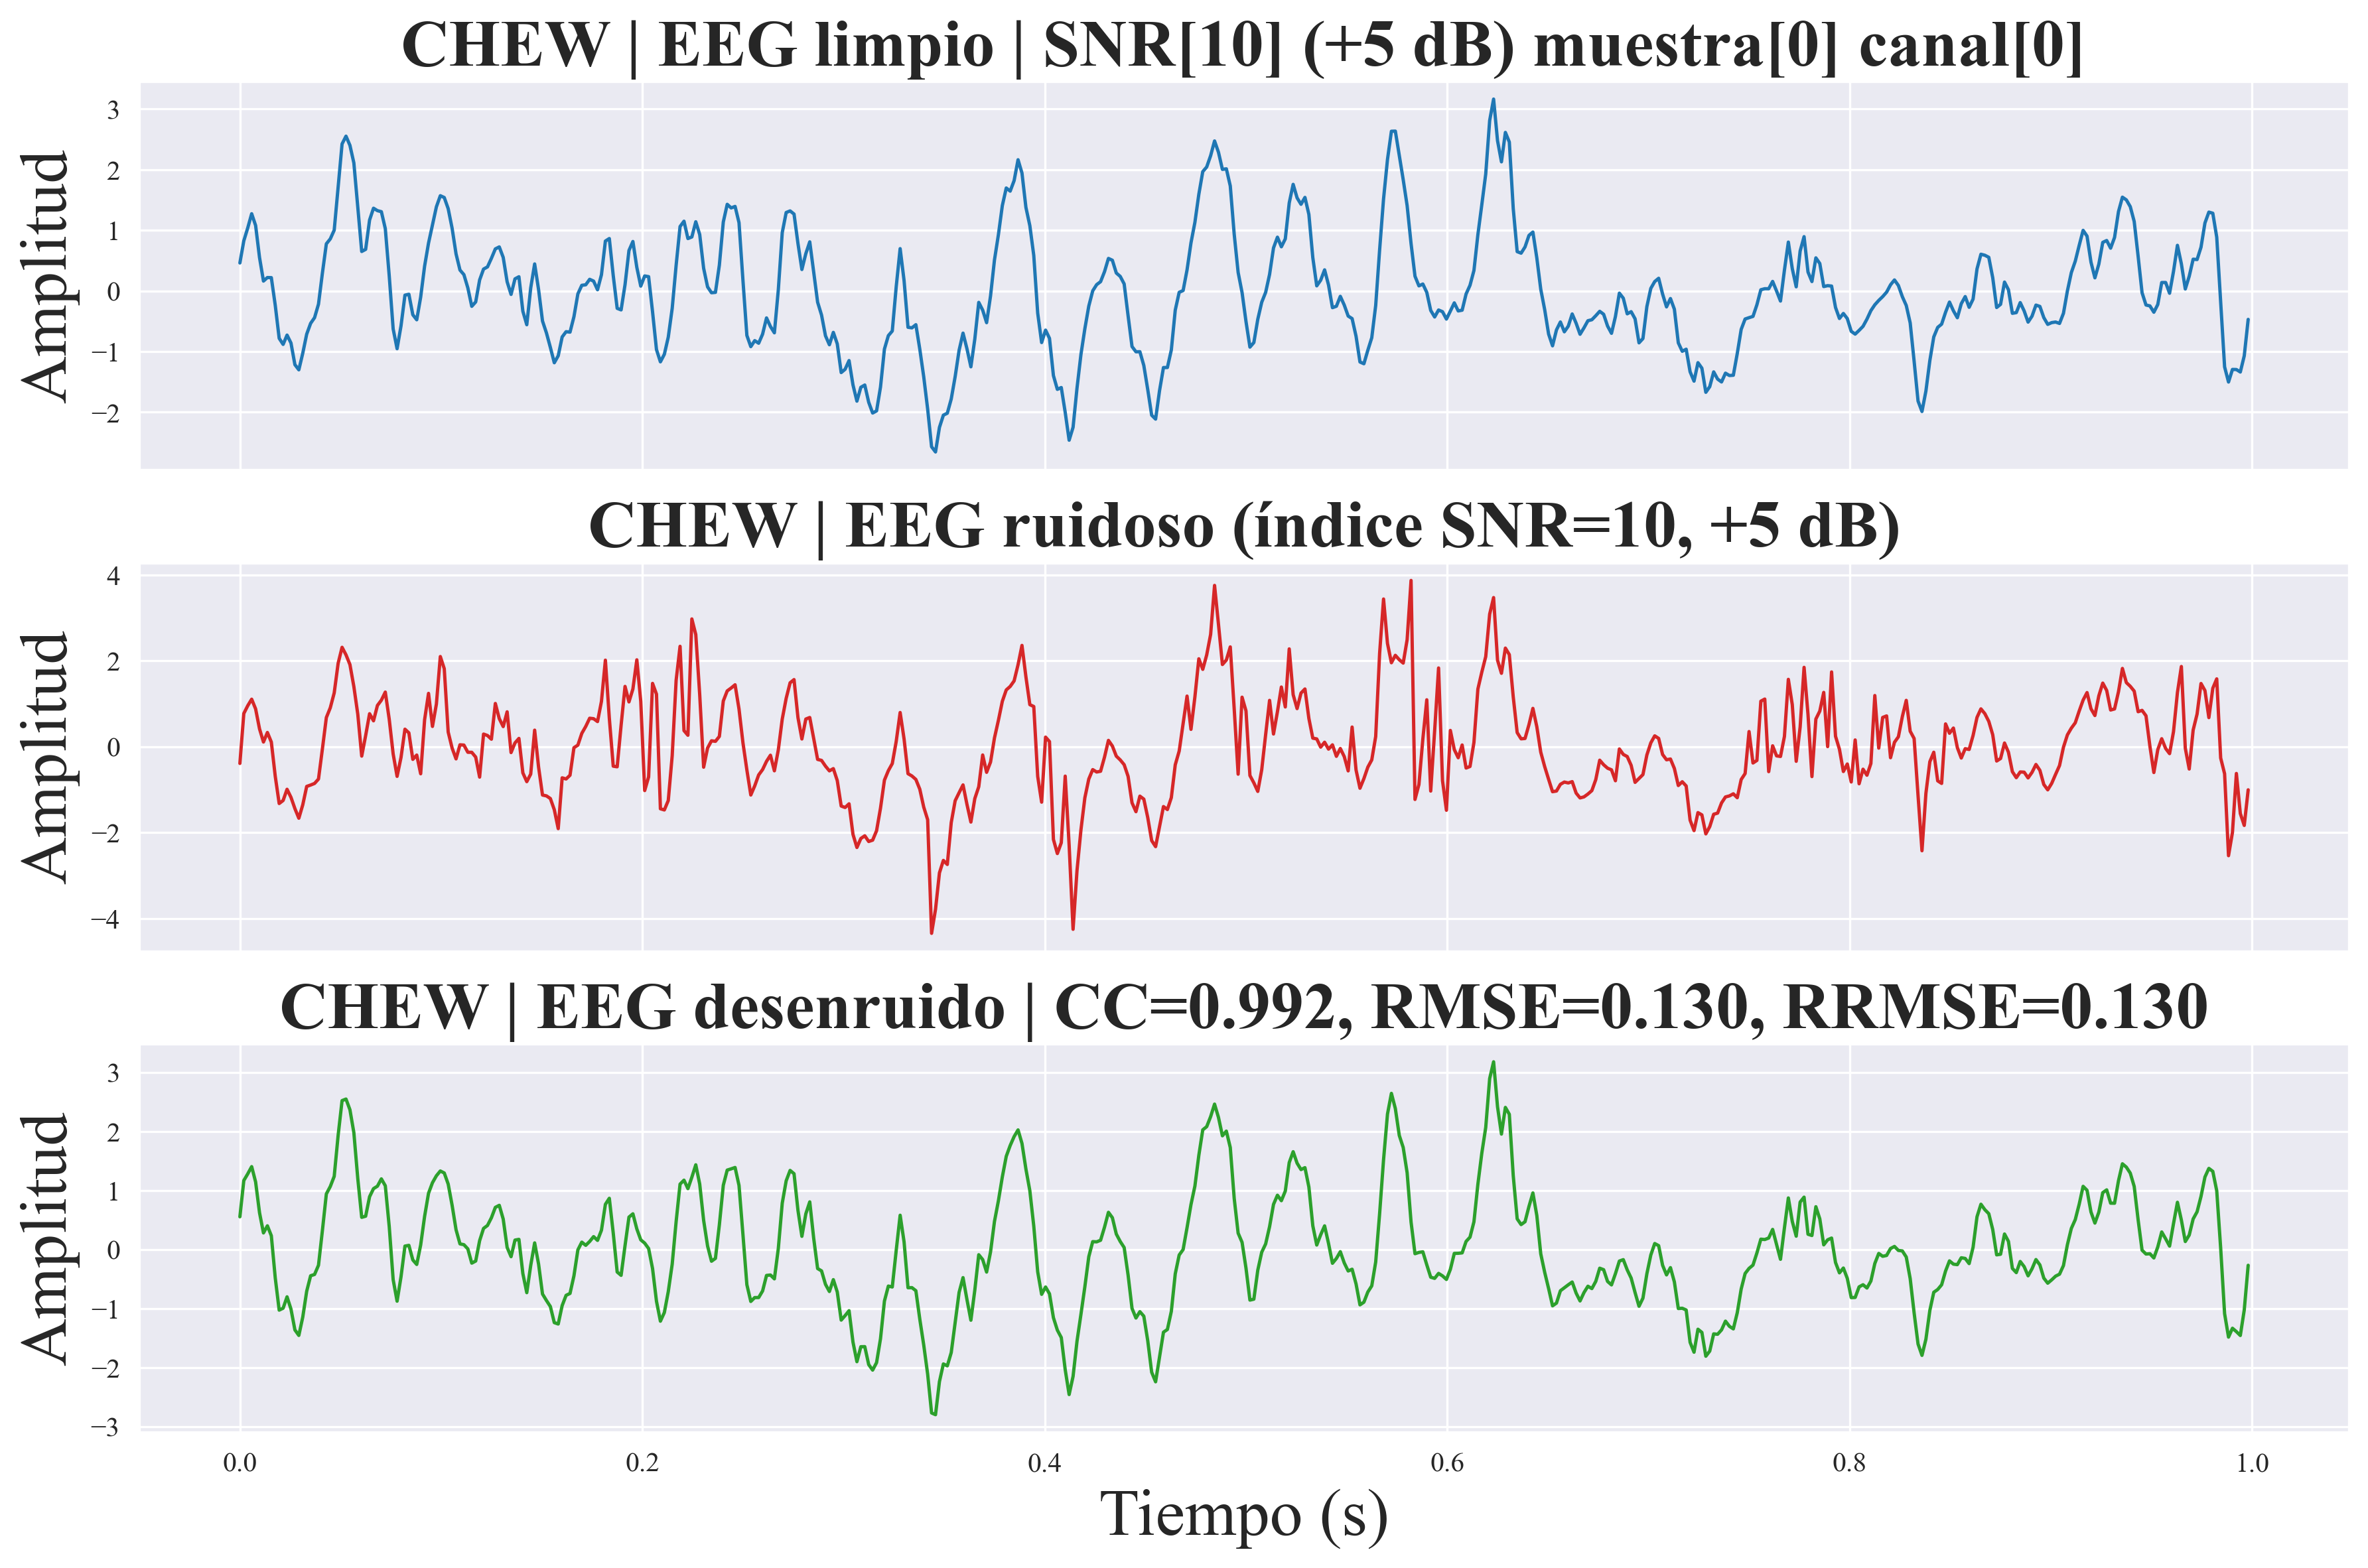 CHEW | EEG limpio | SNR[10] (+5 dB) muestra[0] canal[0]
Amplitud
3
2
1
0
−1
−2
CHEW | EEG ruidoso (índice SNR=10, +5 dB)
Amplitud
4
2
0
−2
−4
CHEW | EEG desenruido | CC=0.992, RMSE=0.130, RRMSE=0.130
Amplitud
3
2
1
0
−1
−2
−3
0.0 0.2 0.4 0.6 0.8 1.0
Tiempo (s)